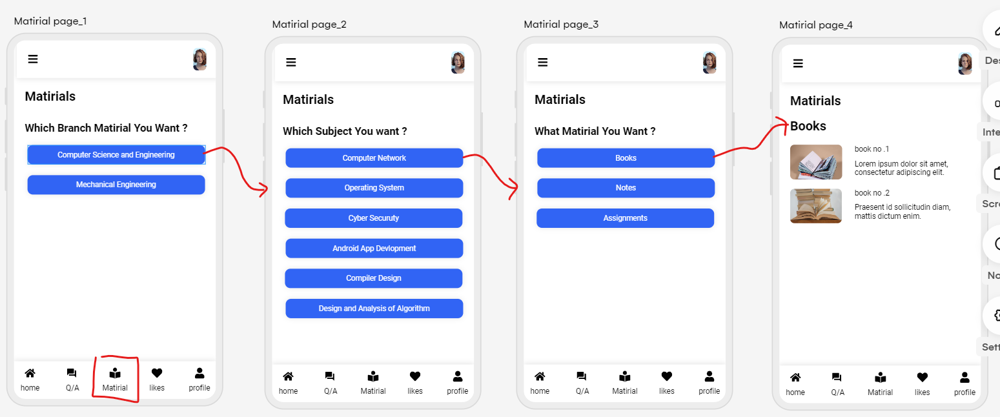 Matirial page_1
Matirials
Which Branch Matirial You Want ?
Computer Science and Engineering
Mechanical Engineering
home
Q/A
Matirial
likes
profile
Matirial page_2
Matirials
Which Subject You want ?
Computer Network
Operating System
Cyber Securuty
Android App Devlopment
Compiler Design
Design and Analysis of Algorithm
home
Q/A
Matirial
likes
profile
Matirial page_3
Matirials
What Matirial You Want ?
Books
Notes
Assignments
home
Q/A
Matirial
likes
profile
Matirial page_4
Matirials
Books
book no .1
Lorem ipsum dolor sit amet,
consectetur adipiscing elit.
book no .2
Praesent id sollicitudin diam,
mattis dictum enim.
home
Q/A
Matirial
likes
profile
Des
Inte
Scr
No
Sett